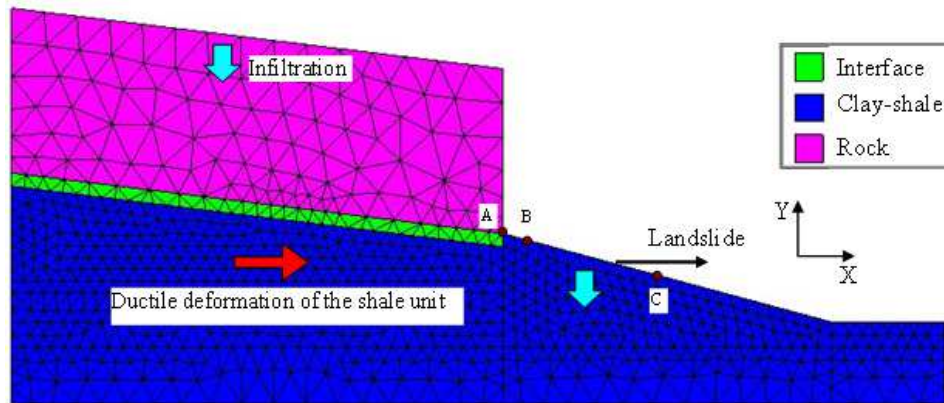 Infiltration
Interface
Clay-shale
Rock
A
B
Landslide
Y
X
C
Ductile deformation of the shale unit